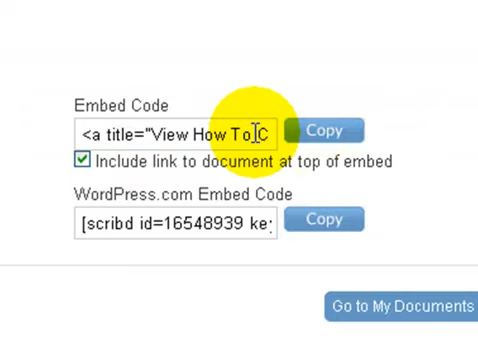 Embed Code
<a title="View How To C Copy
Include link to document at top of embed
WordPress.com Embed Code
[scribd id=16548939 key Copy
Go to My Documents